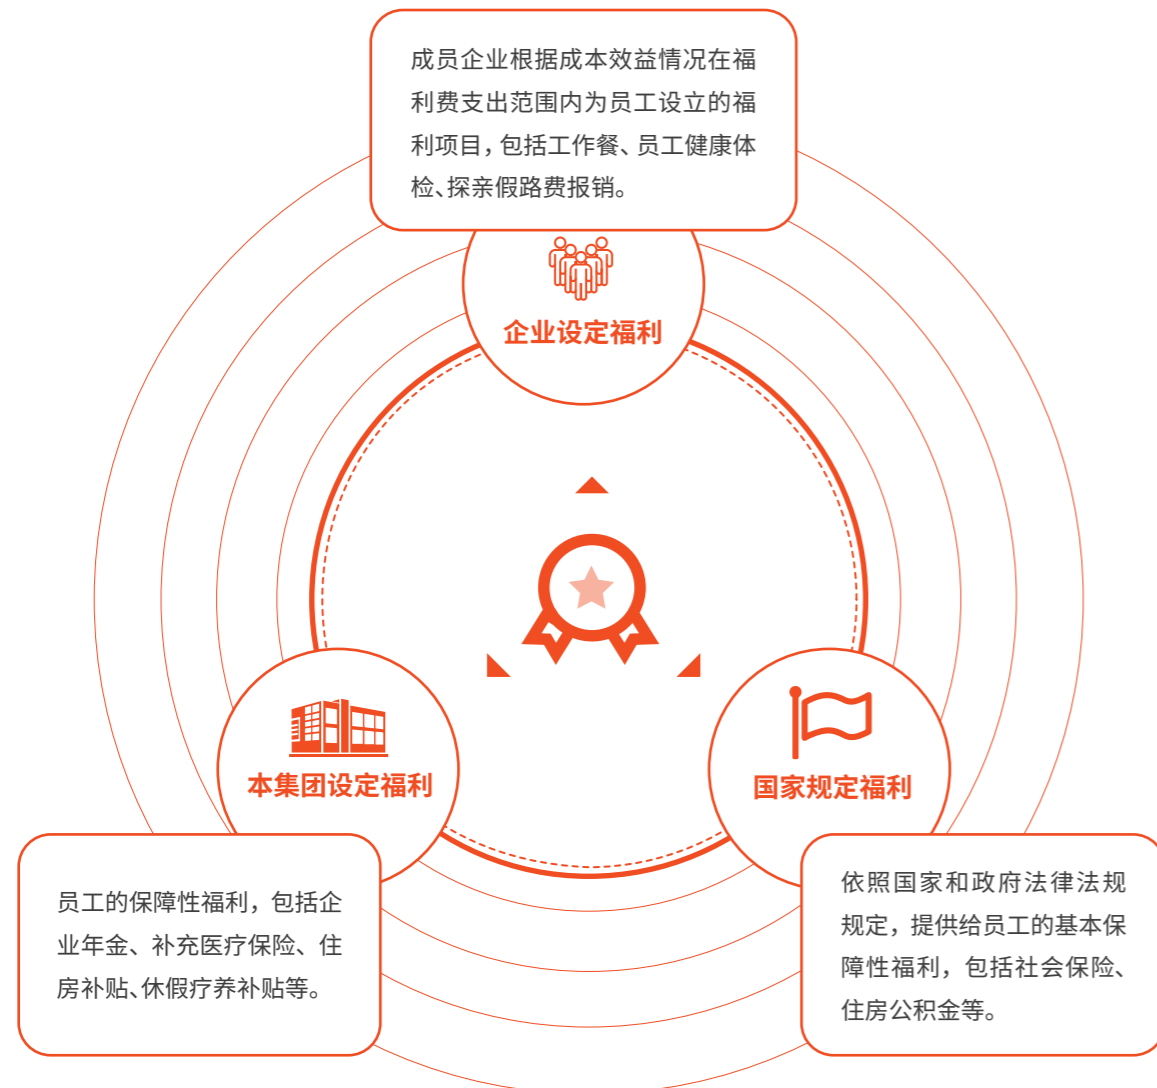 成员企业根据成本效益情况在福
利费支出范围内为员工设立的福
利项目，包括工作餐、员工健康体
检、探亲假路费报销。
企业设定福利
本集团设定福利
国家规定福利
员工的保障性福利，包括企
业年金、补充医疗保险、住
房补贴、休假疗养补贴等。
依照国家和政府法律法规
规定，提供给员工的基本保
障性福利，包括社会保险、
住房公积金等。